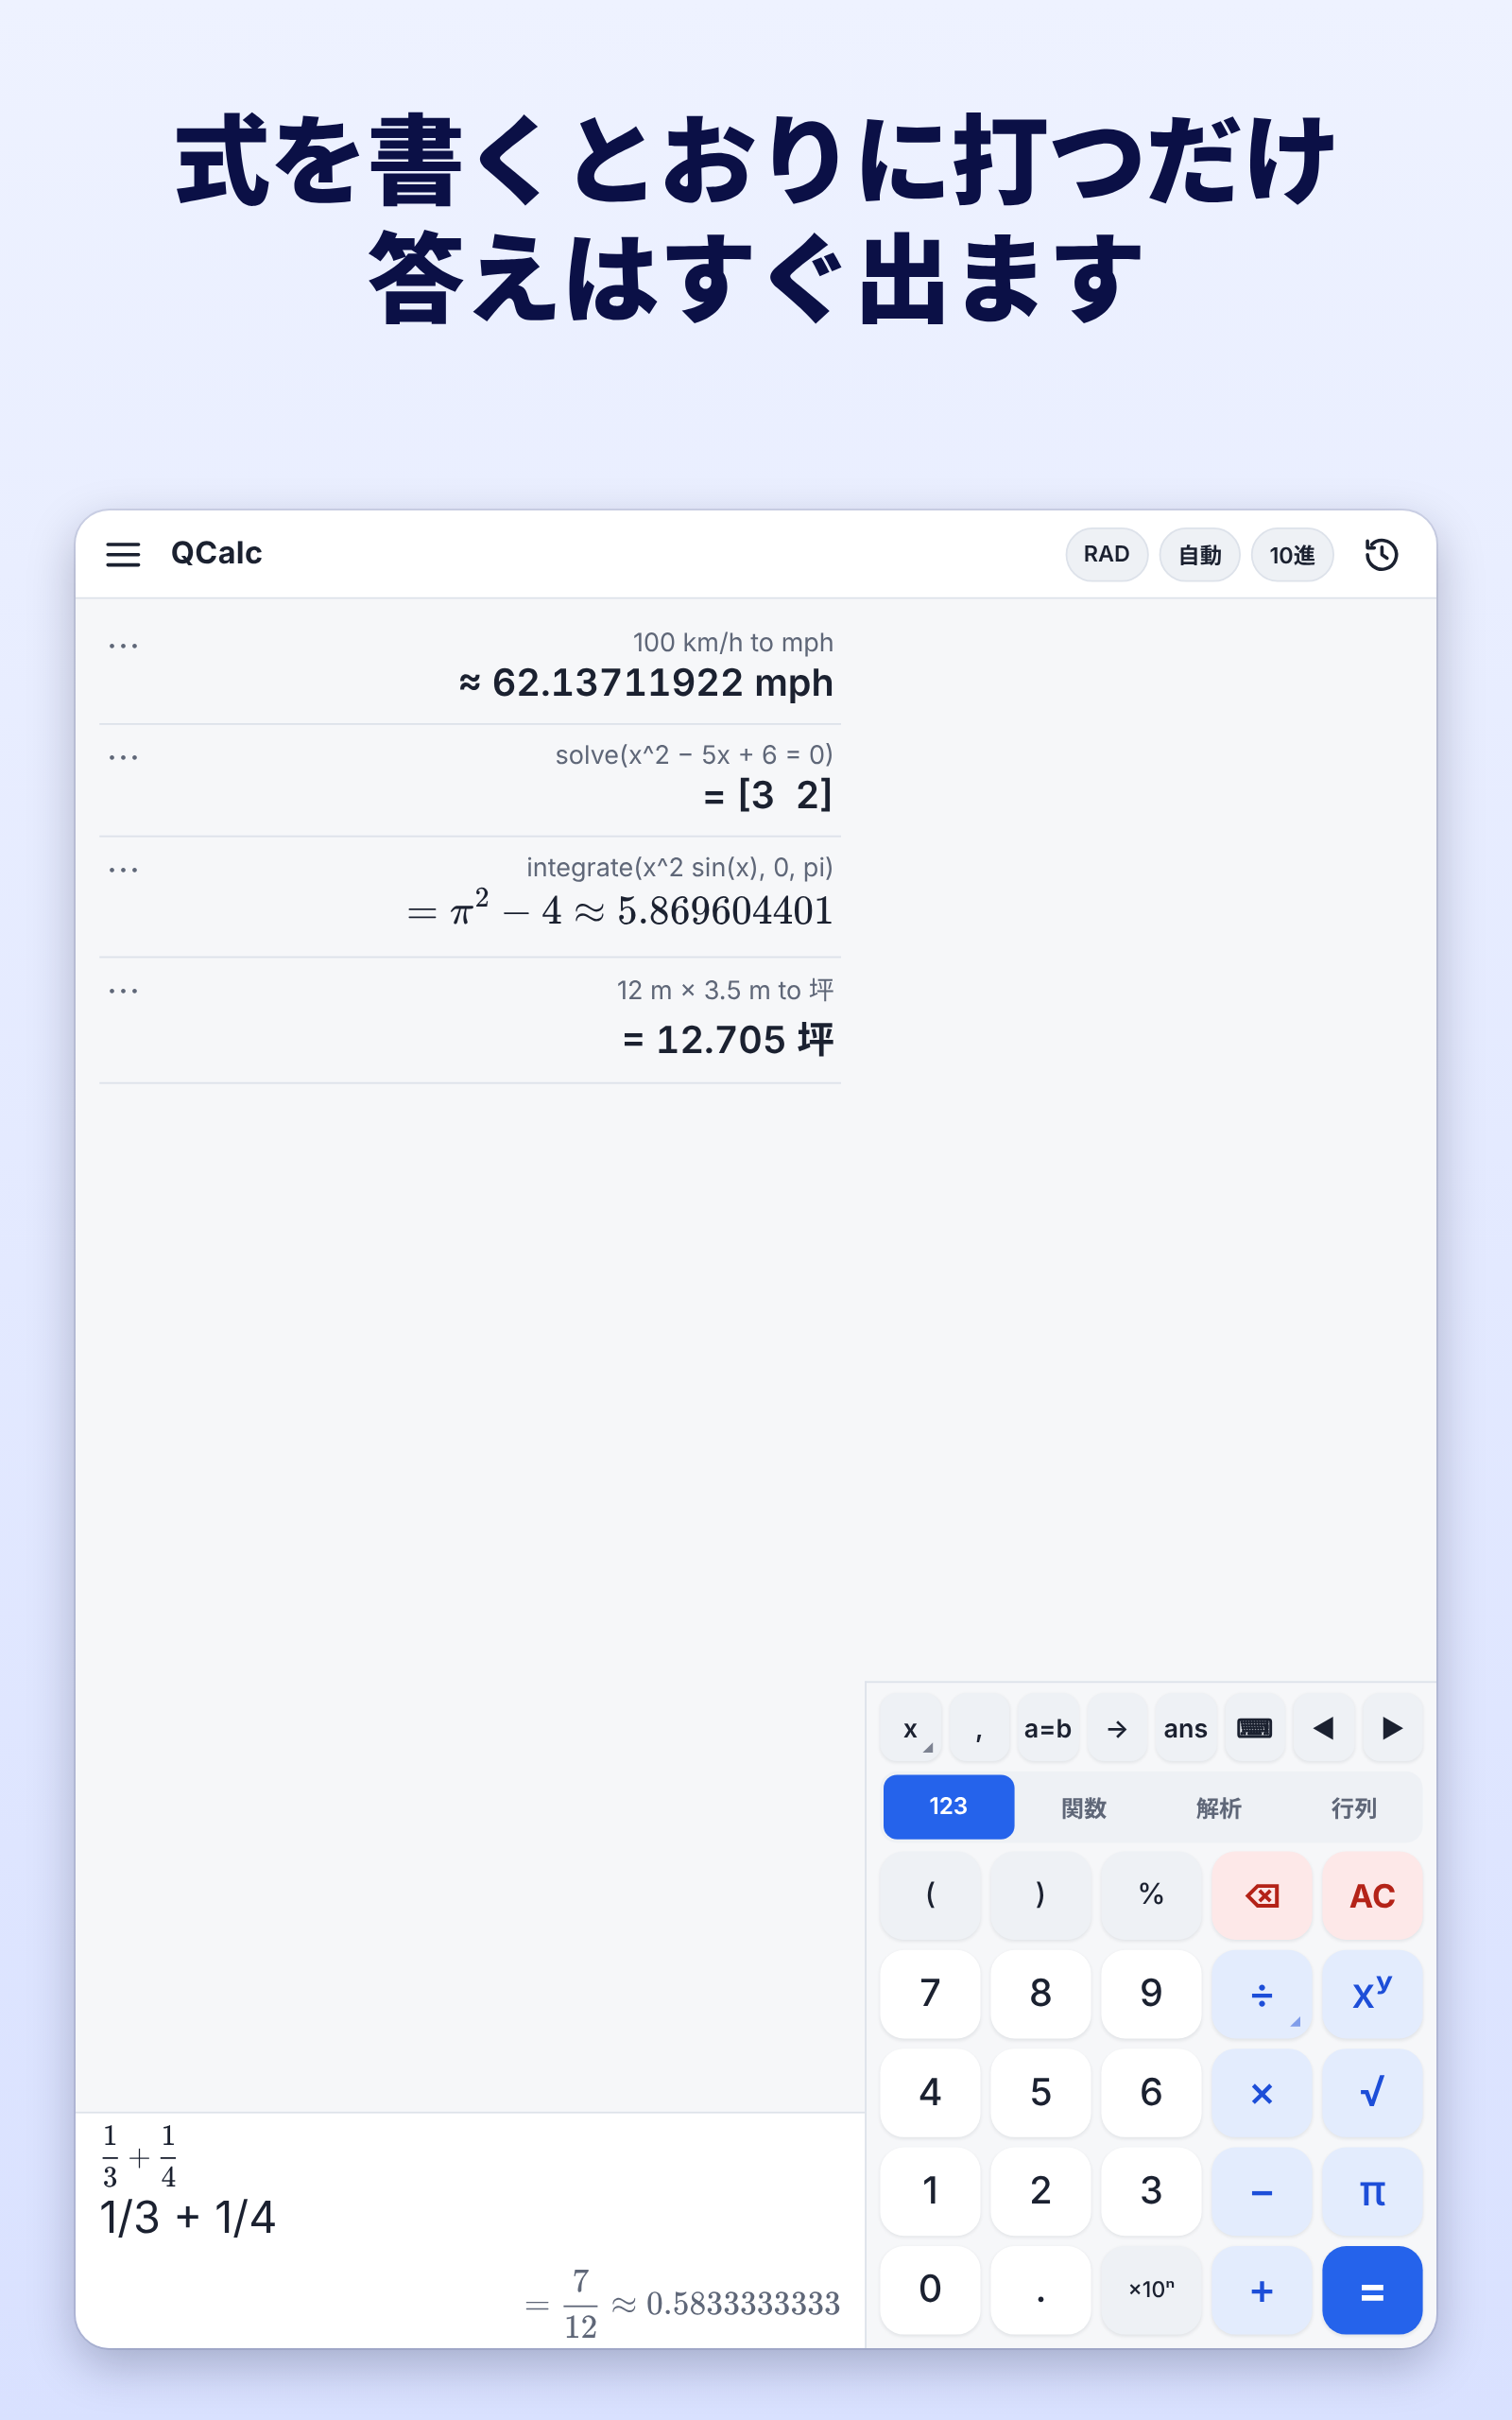 式を書くとおりに打つだけ
答えはすぐ出ます
QCalc RAD 自動 10進
... 100 km/h to mph
≈ 62.13711922 mph
... solve(x^2 − 5x + 6 = 0)
= [3 2]
... integrate(x^2 sin(x), 0, pi)
= π² − 4 ≈ 5.869604401
... 12 m × 3.5 m to 坪
= 12.705 坪
x , a=b → ans ⌨ ◀ ▶
123 関数 解析 行列
( ) % ⌫ AC
7 8 9 ÷ xʸ
4 5 6 × √
1 2 3 − π
0 . ×10ⁿ + =
1/3 + 1/4
1/3 + 1/4
= 7/12 ≈ 0.5833333333